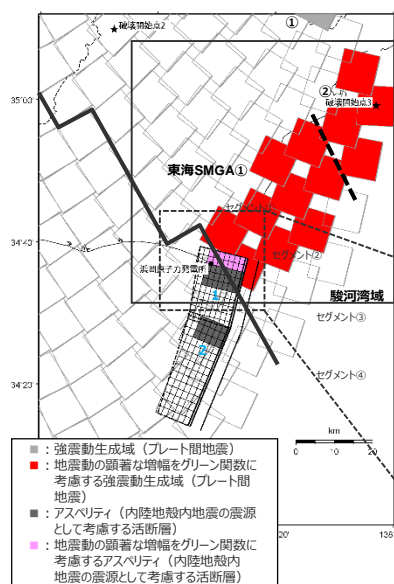 ①
破壊開始点2
35°00'
②
破壊開始点3
東海SMGA①
セグメント①
34°40'
セグメント②
浜岡原子力発電所
1
駿河湾域
セグメント③
2
セグメント④
34°20'
km
0 10 20
20'
138°
■：強震動生成域（プレート間地震）
■：地震動の顕著な増幅をグリーン関数に
考慮する強震動生成域（プレート間
地震）
■：アスペリティ（内陸地殻内地震の震源
として考慮する活断層）
■：地震動の顕著な増幅をグリーン関数に
考慮するアスペリティ（内陸地殻内
地震の震源として考慮する活断層）